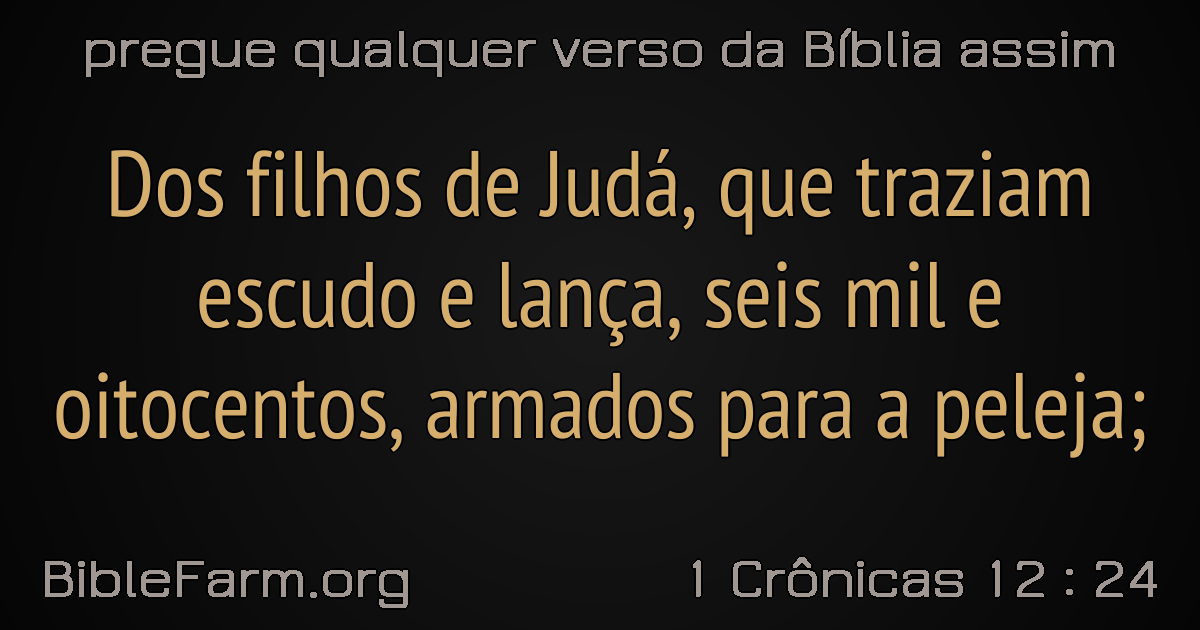 pregue qualquer verso da Bíblia assim
Dos filhos de Judá, que traziam
escudo e lança, seis mil e
oitocentos, armados para a peleja;
BibleFarm.org
1 Crônicas 12 : 24